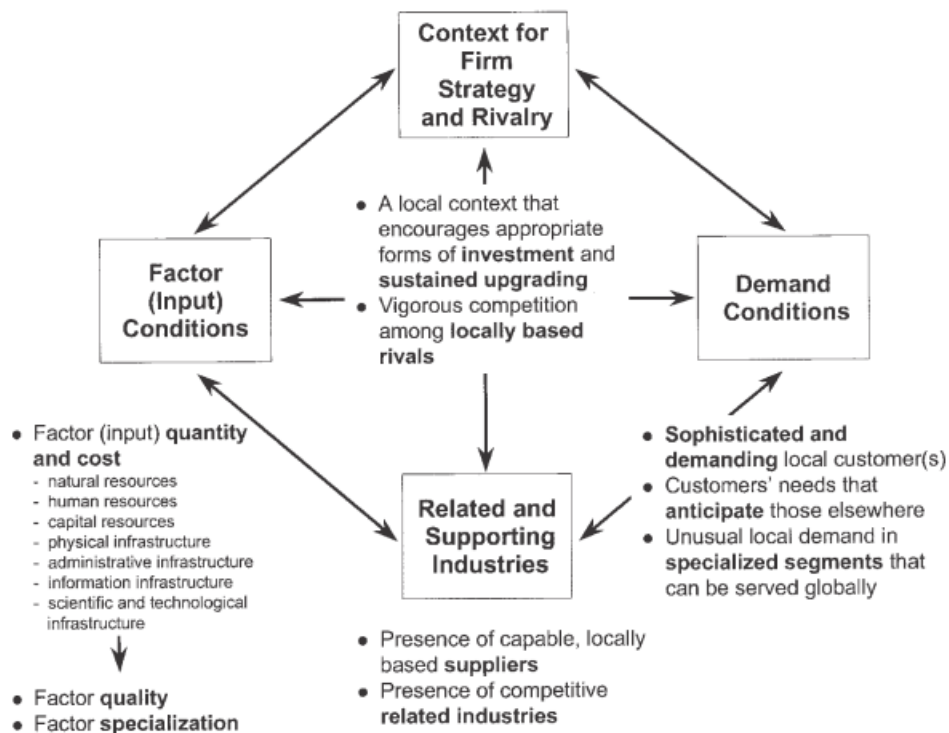 Context for
Firm
Strategy
and Rivalry
● A local context that
encourages appropriate
forms of investment and
sustained upgrading
● Vigorous competition
among locally based
rivals
Factor
(Input)
Conditions
Demand
Conditions
● Factor (input) quantity
and cost
- natural resources
- human resources
- capital resources
- physical infrastructure
- administrative infrastructure
- information infrastructure
- scientific and technological
infrastructure
● Factor quality
● Factor specialization
Related and
Supporting
Industries
● Presence of capable, locally
based suppliers
● Presence of competitive
related industries
● Sophisticated and
demanding local customer(s)
● Customers' needs that
anticipate those elsewhere
● Unusual local demand in
specialized segments that
can be served globally